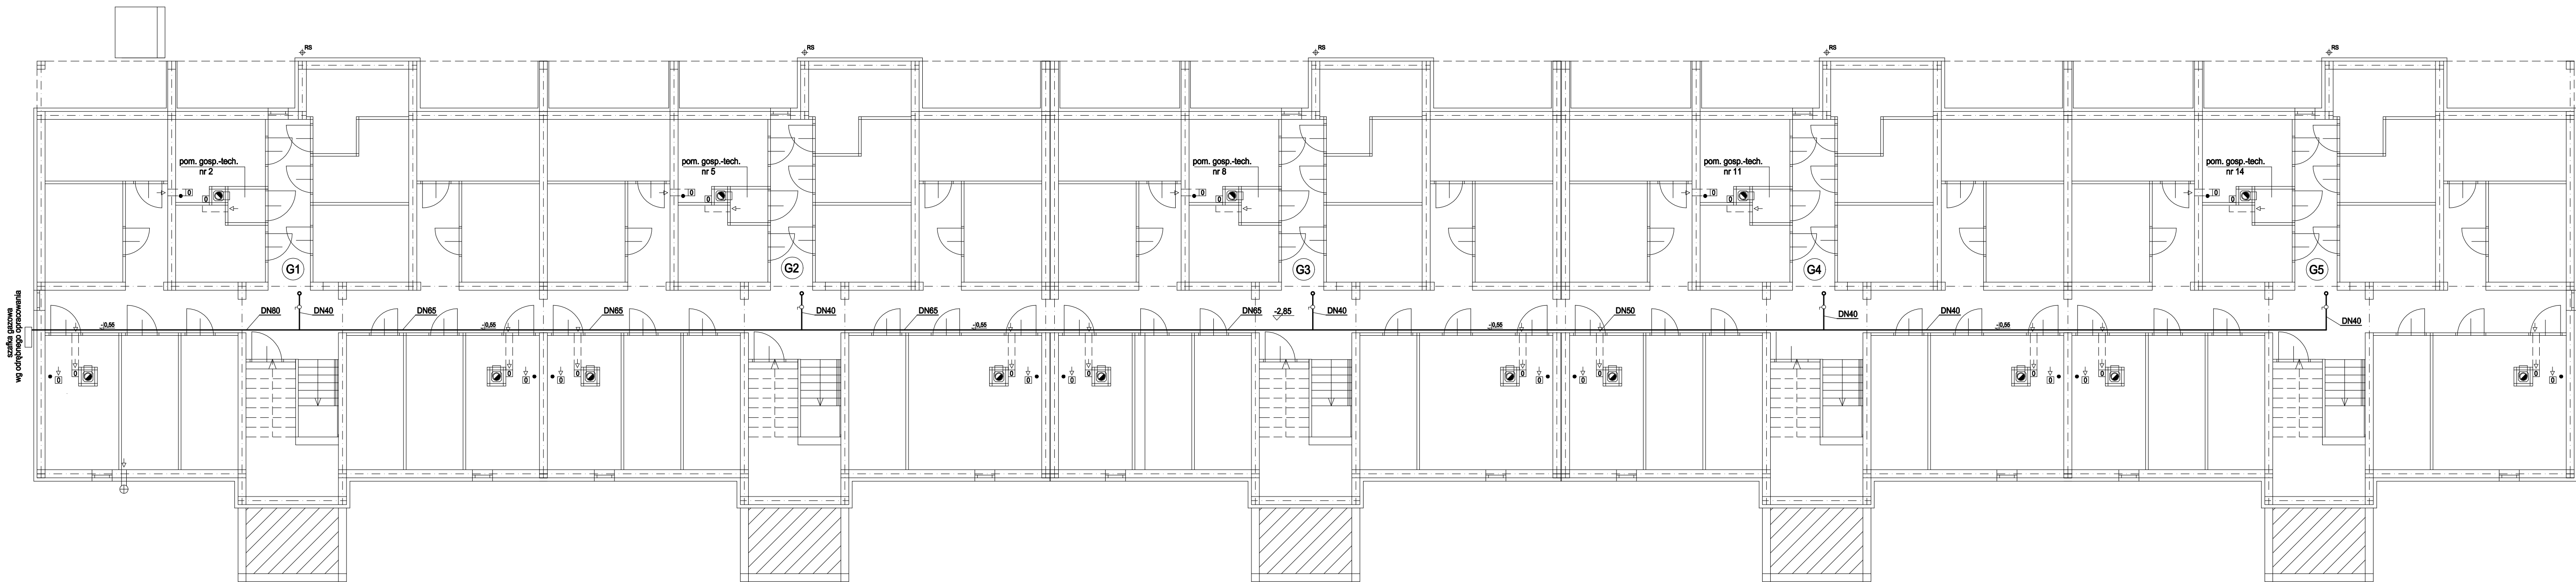 RS
RS
RS
RS
RS
pom. gosp.-tech.
nr 2
pom. gosp.-tech.
nr 5
pom. gosp.-tech.
nr 8
pom. gosp.-tech.
nr 11
pom. gosp.-tech.
nr 14
G1
G2
G3
G4
G5
szafka gazowa
wg odrębnego opracowania
-0,55
DN80
DN40
DN65
-0,55
DN65
DN40
DN65
-0,55
DN65
-2,85
DN40
-0,55
DN50
DN40
DN40
-0,55
DN40